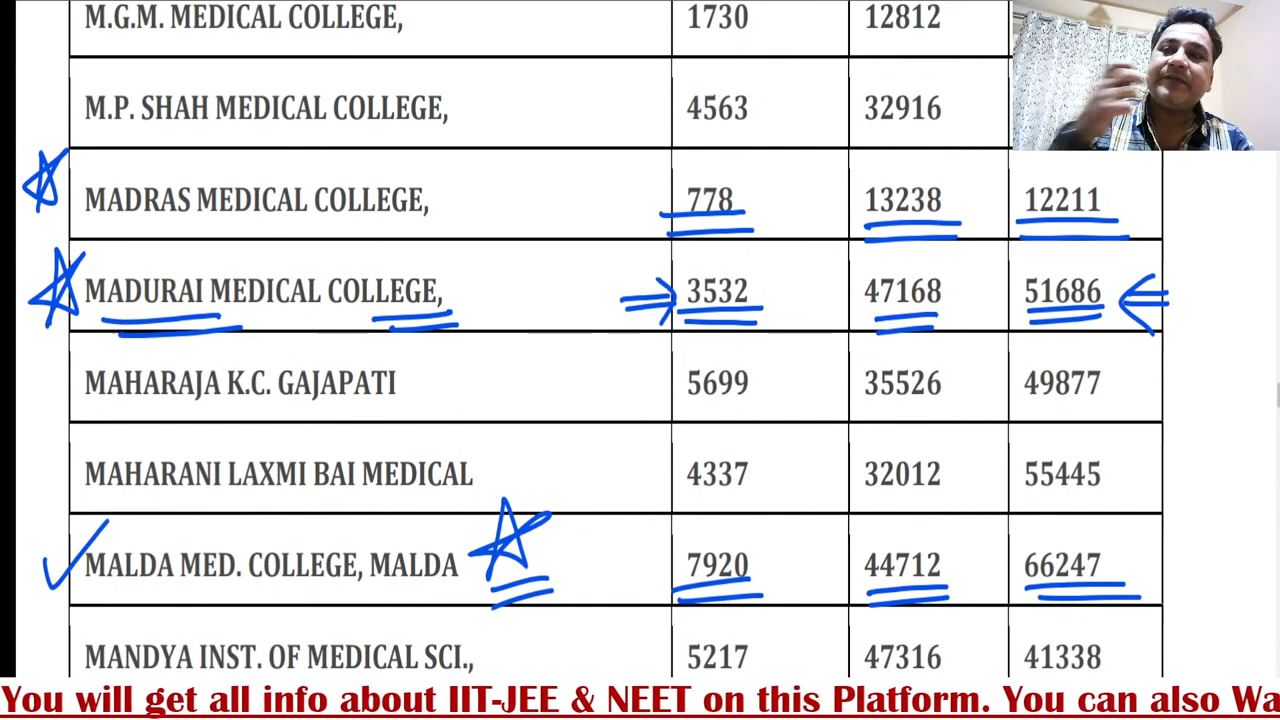 M.G.M. MEDICAL COLLEGE, 1730 12812
M.P. SHAH MEDICAL COLLEGE, 4563 32916
MADRAS MEDICAL COLLEGE, 778 13238 12211
MADURAI MEDICAL COLLEGE, 3532 47168 51686
MAHARAJA K.C. GAJAPATI 5699 35526 49877
MAHARANI LAXMI BAI MEDICAL 4337 32012 55445
MALDA MED. COLLEGE, MALDA 7920 44712 66247
MANDYA INST. OF MEDICAL SCI., 5217 47316 41338
You will get all info about IIT-JEE & NEET on this Platform. You can also Wa